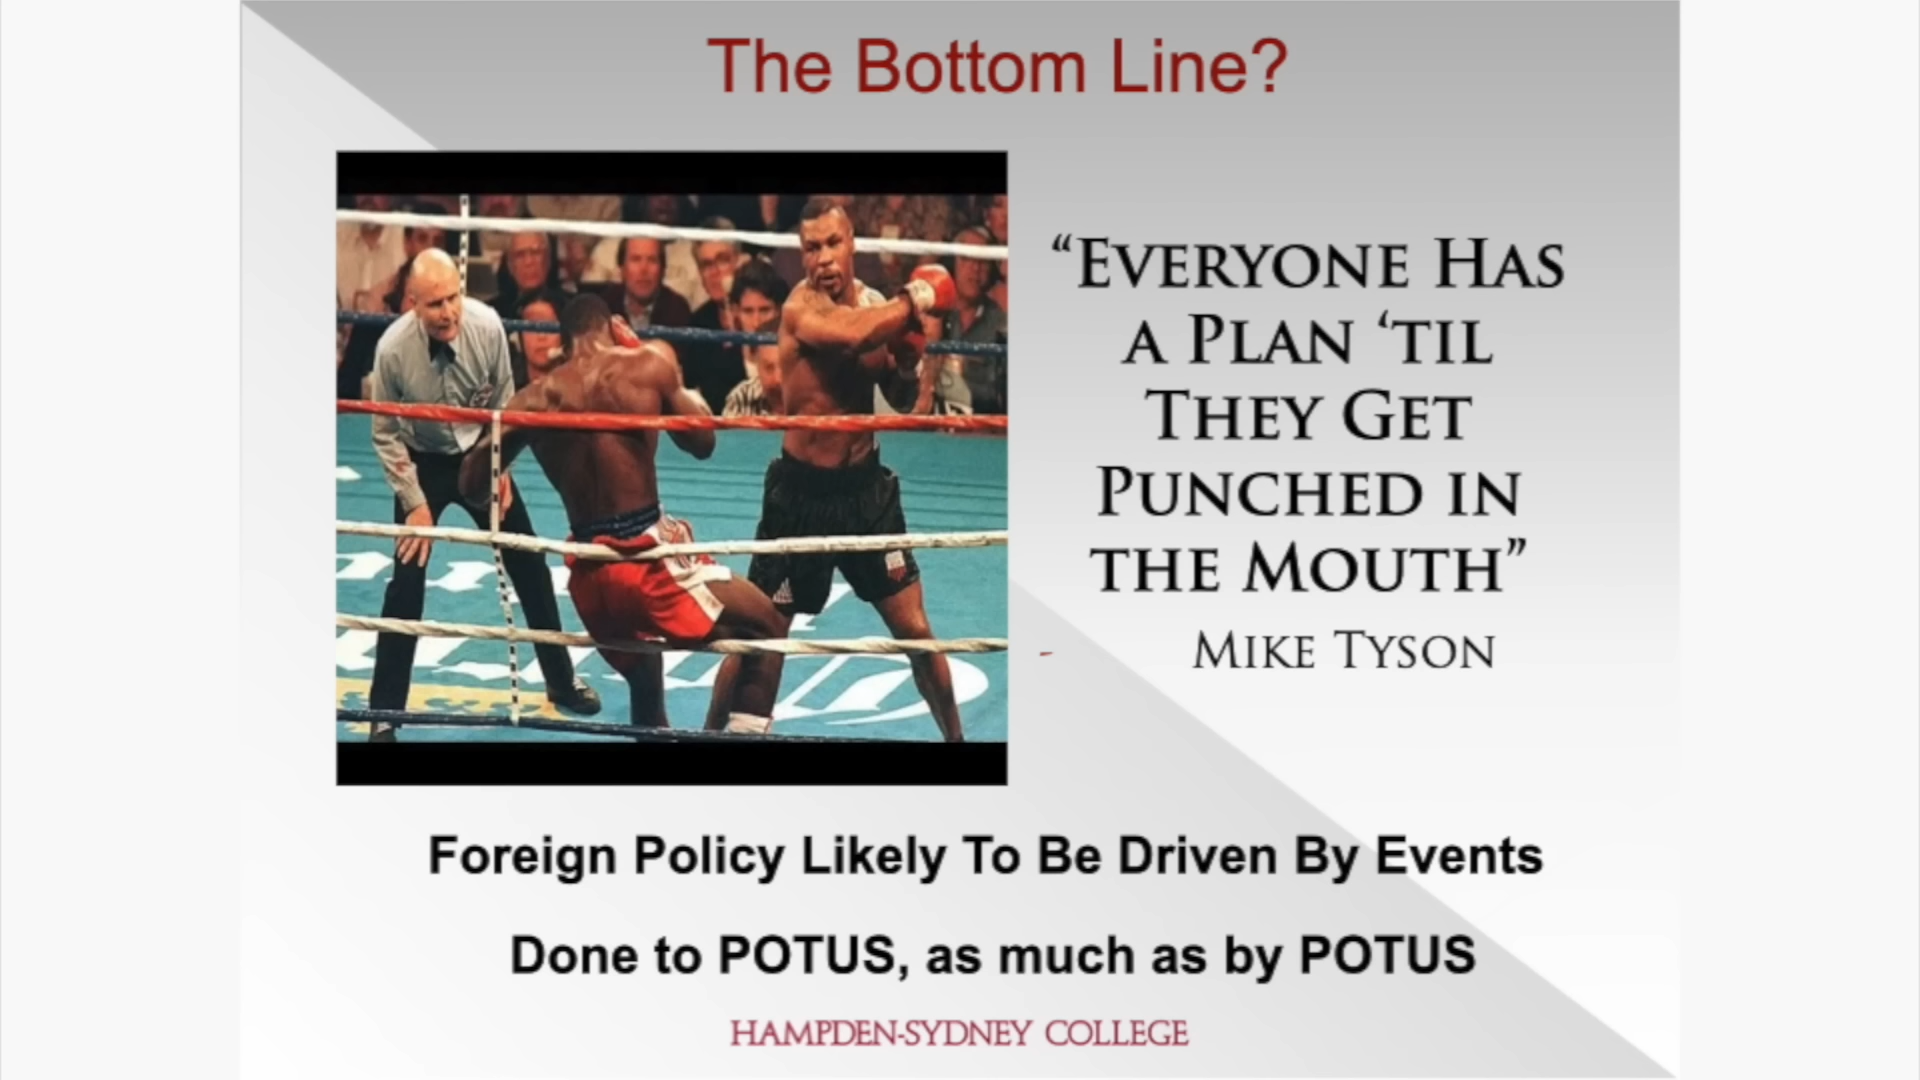 The Bottom Line?
“EVERYONE HAS
A PLAN ‘TIL
THEY GET
PUNCHED IN
THE MOUTH”
MIKE TYSON
Foreign Policy Likely To Be Driven By Events
Done to POTUS, as much as by POTUS
HAMPDEN-SYDNEY COLLEGE